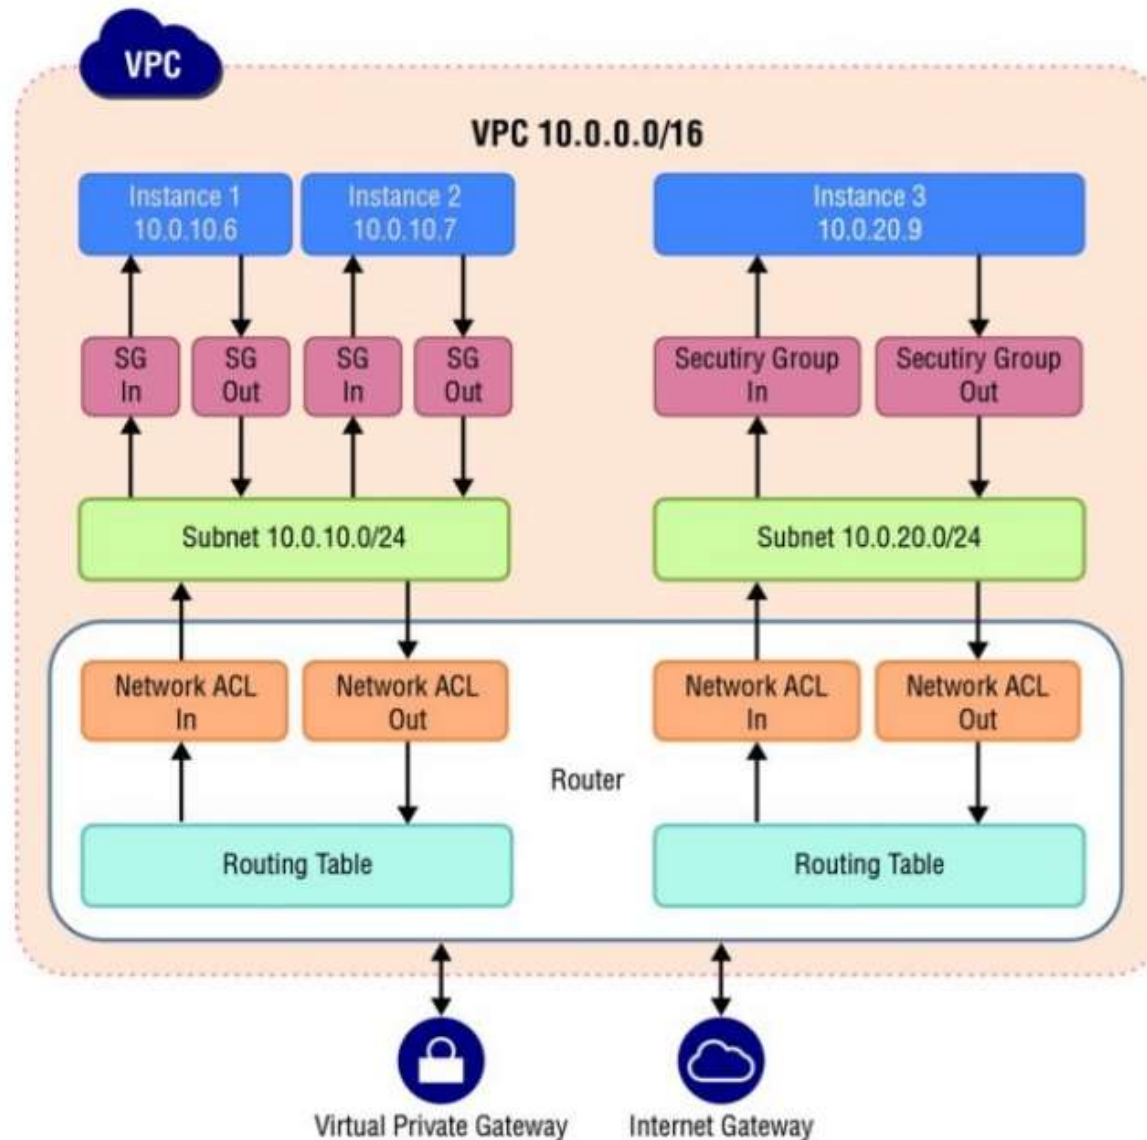 VPC
VPC 10.0.0.0/16
Instance 1
10.0.10.6
Instance 2
10.0.10.7
Instance 3
10.0.20.9
SG
In
SG
Out
SG
In
SG
Out
Secutiry Group
In
Secutiry Group
Out
Subnet 10.0.10.0/24
Subnet 10.0.20.0/24
Network ACL
In
Network ACL
Out
Network ACL
In
Network ACL
Out
Router
Routing Table
Routing Table
Virtual Private Gateway
Internet Gateway